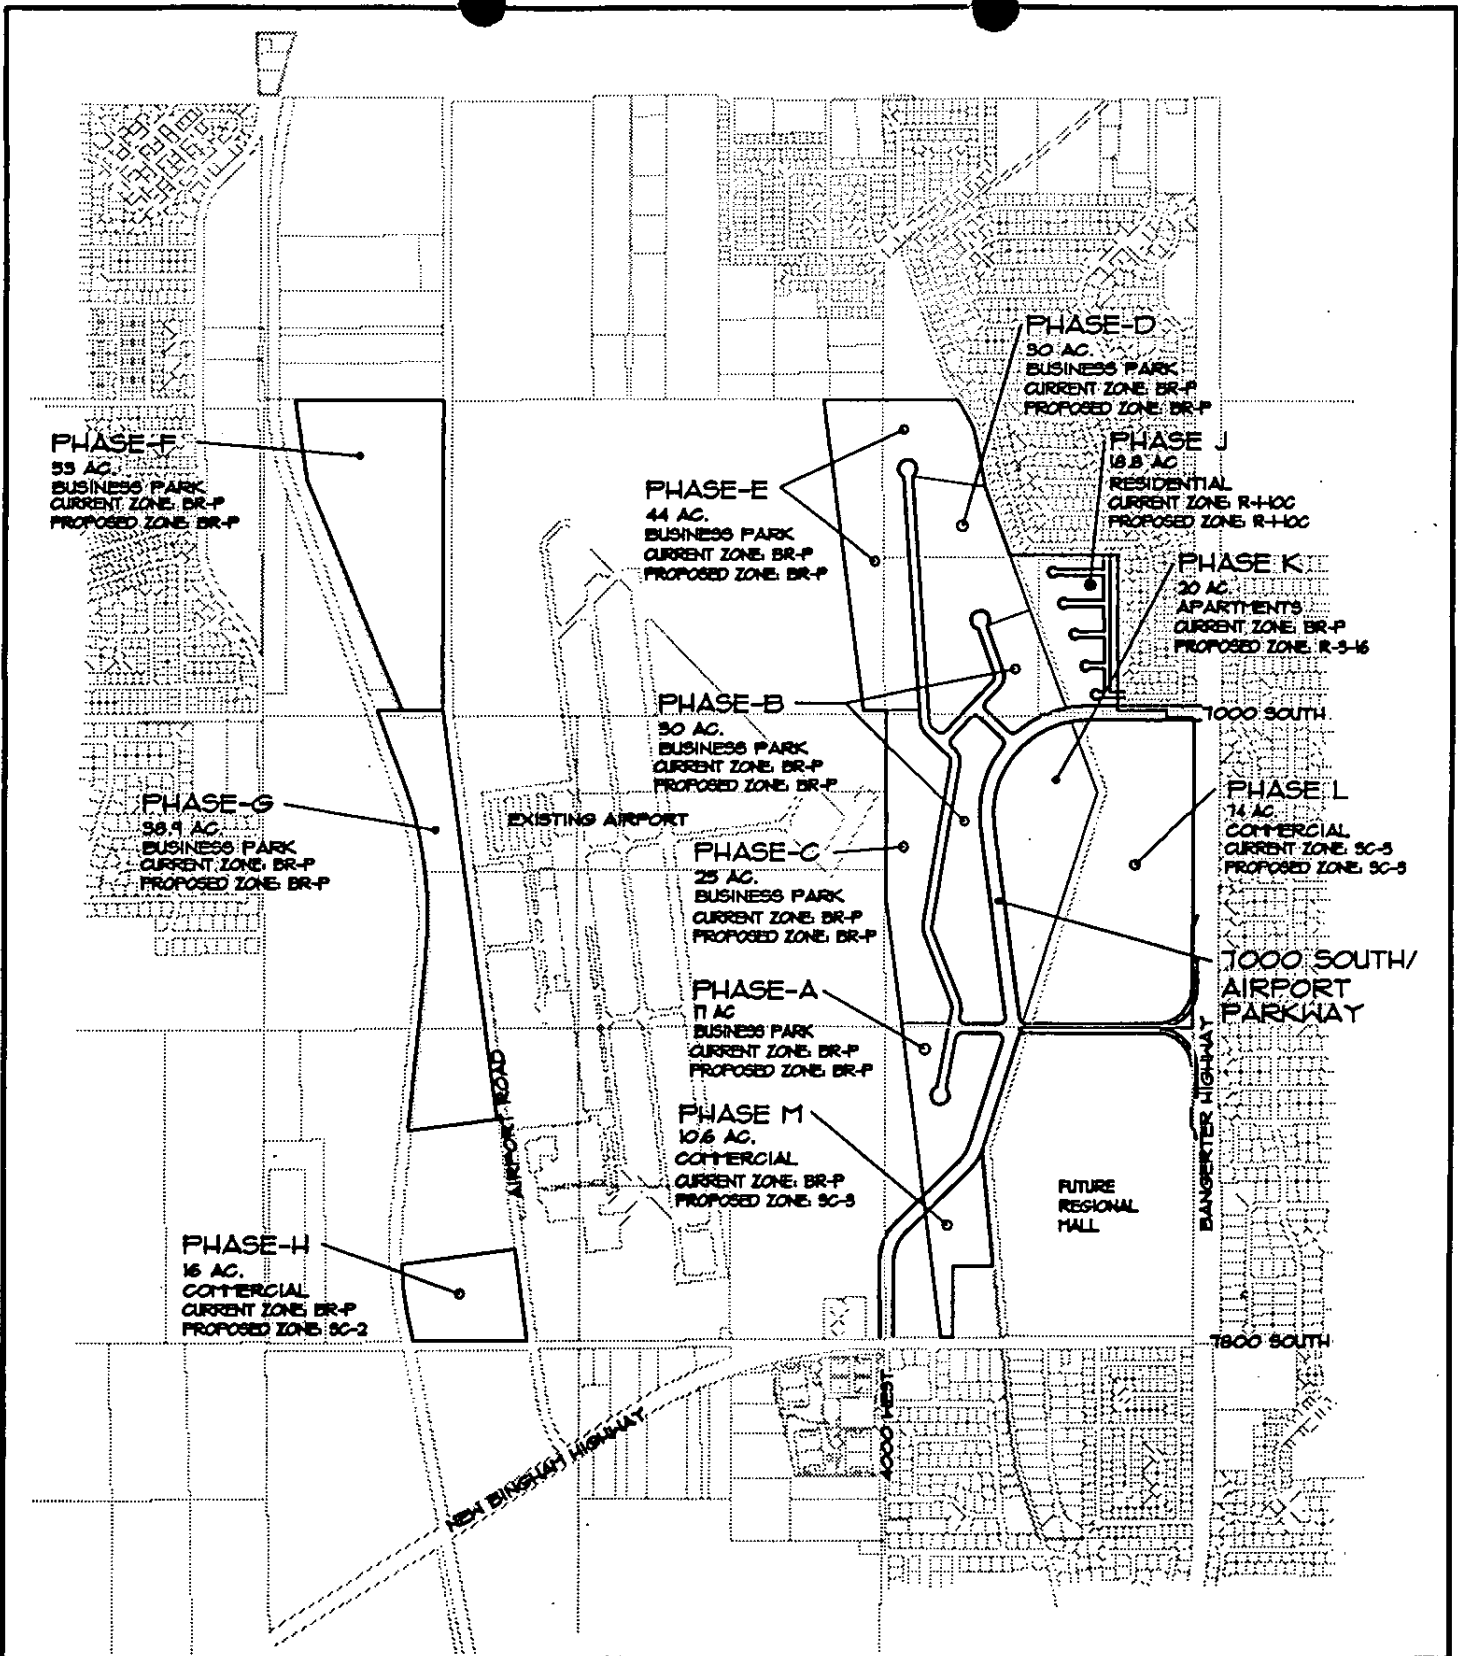 PHASE-D
30 AC.
BUSINESS PARK
CURRENT ZONE: BR-P
PROPOSED ZONE: BR-P
PHASE-F
53 AC.
BUSINESS PARK
CURRENT ZONE: BR-P
PROPOSED ZONE: BR-P
PHASE J
18.8 AC
RESIDENTIAL
CURRENT ZONE: R-1-10C
PROPOSED ZONE: R-1-10C
PHASE-E
44 AC.
BUSINESS PARK
CURRENT ZONE: BR-P
PROPOSED ZONE: BR-P
PHASE K
20 AC
APARTMENTS
CURRENT ZONE: BR-P
PROPOSED ZONE: R-3-16
PHASE-B
30 AC.
BUSINESS PARK
CURRENT ZONE: BR-P
PROPOSED ZONE: BR-P
7000 SOUTH
PHASE-G
38.9 AC
BUSINESS PARK
CURRENT ZONE: BR-P
PROPOSED ZONE: BR-P
EXISTING AIRPORT
PHASE L
74 AC
COMMERCIAL
CURRENT ZONE: SC-3
PROPOSED ZONE: SC-3
PHASE-C
25 AC.
BUSINESS PARK
CURRENT ZONE: BR-P
PROPOSED ZONE: BR-P
7000 SOUTH/
AIRPORT
PARKWAY
PHASE-A
17 AC
BUSINESS PARK
CURRENT ZONE: BR-P
PROPOSED ZONE: BR-P
AIRPORT ROAD
BANGERTER HIGHWAY
PHASE M
10.6 AC.
COMMERCIAL
CURRENT ZONE: BR-P
PROPOSED ZONE: SC-3
FUTURE
REGIONAL
MALL
PHASE-H
16 AC.
COMMERCIAL
CURRENT ZONE: BR-P
PROPOSED ZONE: SC-2
7800 SOUTH
4000 WEST
NEW BINGHAM HIGHWAY